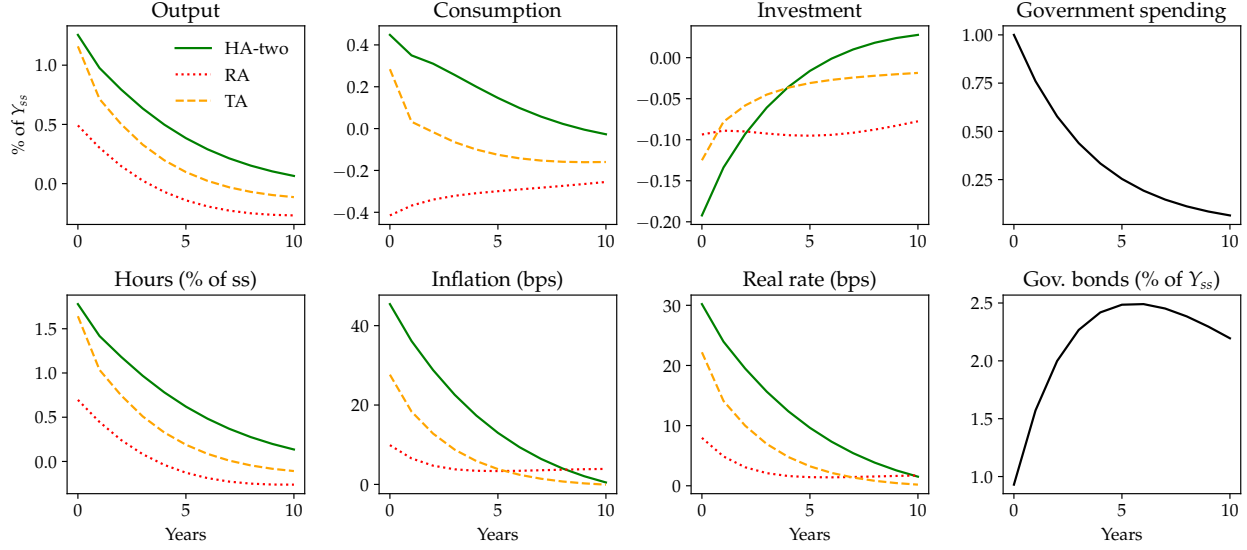 Output
Consumption
Investment
Government spending
% of Y_ss
1.0
0.5
0.0
HA-two
RA
TA
0.4
0.2
0.0
−0.2
−0.4
0.00
−0.05
−0.10
−0.15
−0.20
1.00
0.75
0.50
0.25
0 5 10
0 5 10
0 5 10
0 5 10
Hours (% of ss)
Inflation (bps)
Real rate (bps)
Gov. bonds (% of Y_ss)
1.5
1.0
0.5
0.0
40
20
0
30
20
10
0
2.5
2.0
1.5
1.0
0 5 10
0 5 10
0 5 10
0 5 10
Years
Years
Years
Years